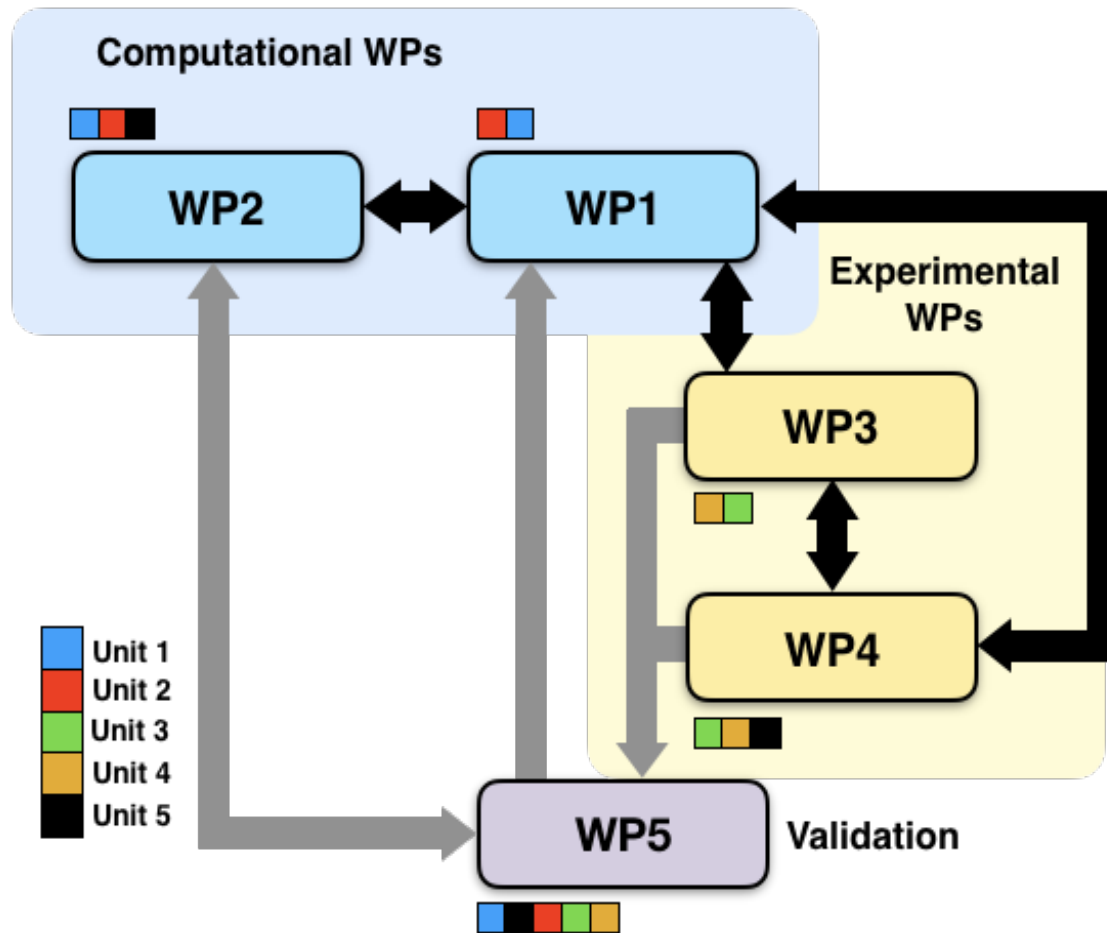 Computational WPs
WP2
WP1
Experimental
WPs
WP3
WP4
Unit 1
Unit 2
Unit 3
Unit 4
Unit 5
WP5
Validation